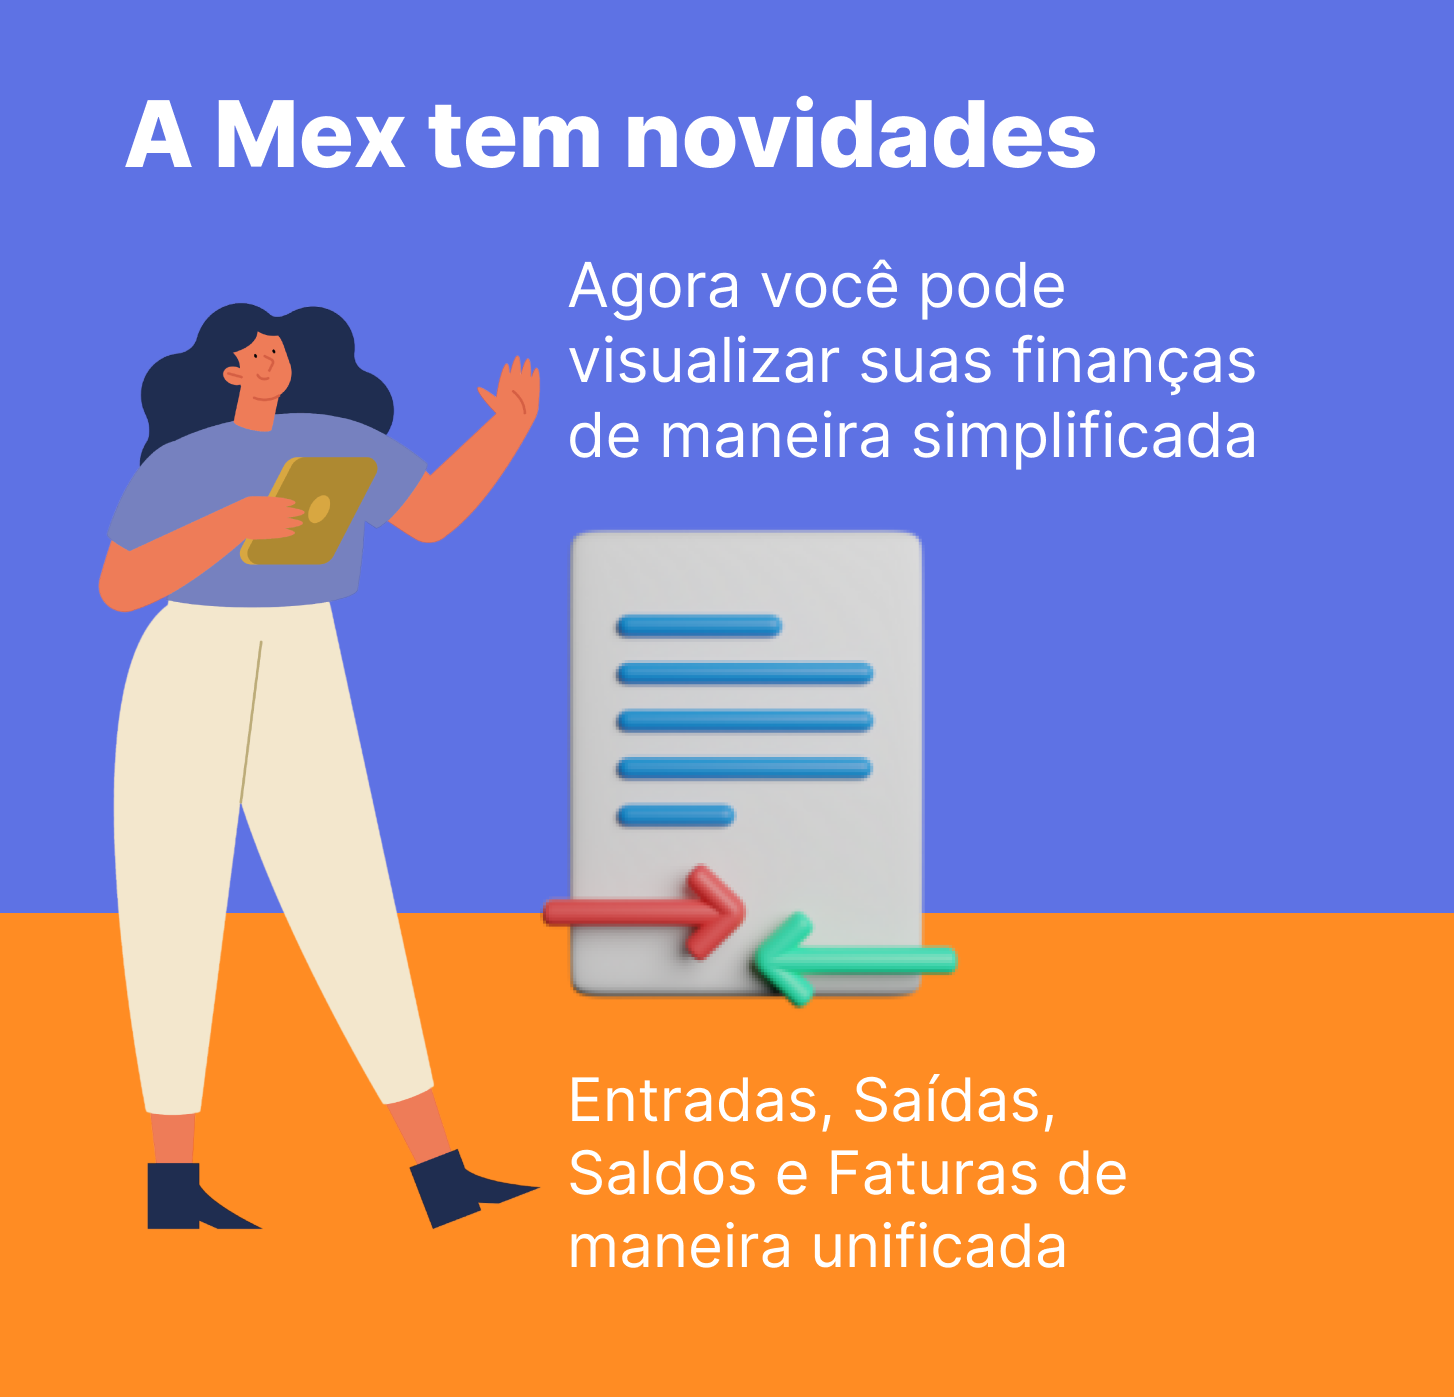 A Mex tem novidades
Agora você pode
visualizar suas finanças
de maneira simplificada
Entradas, Saídas,
Saldos e Faturas de
maneira unificada